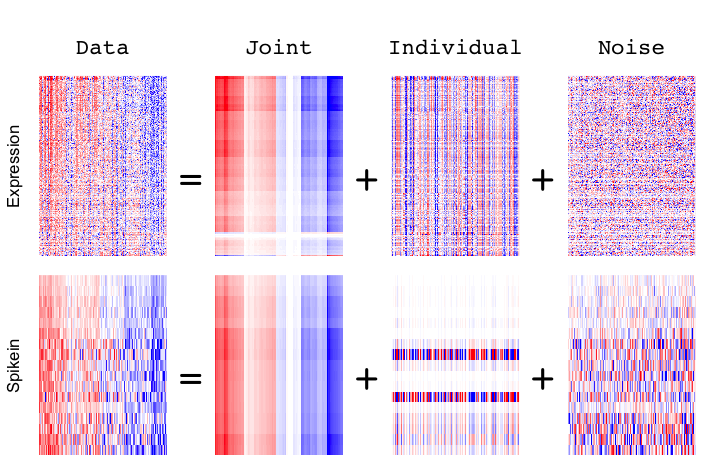 Data Joint Individual Noise
Expression
= + +
Spikein
= + +